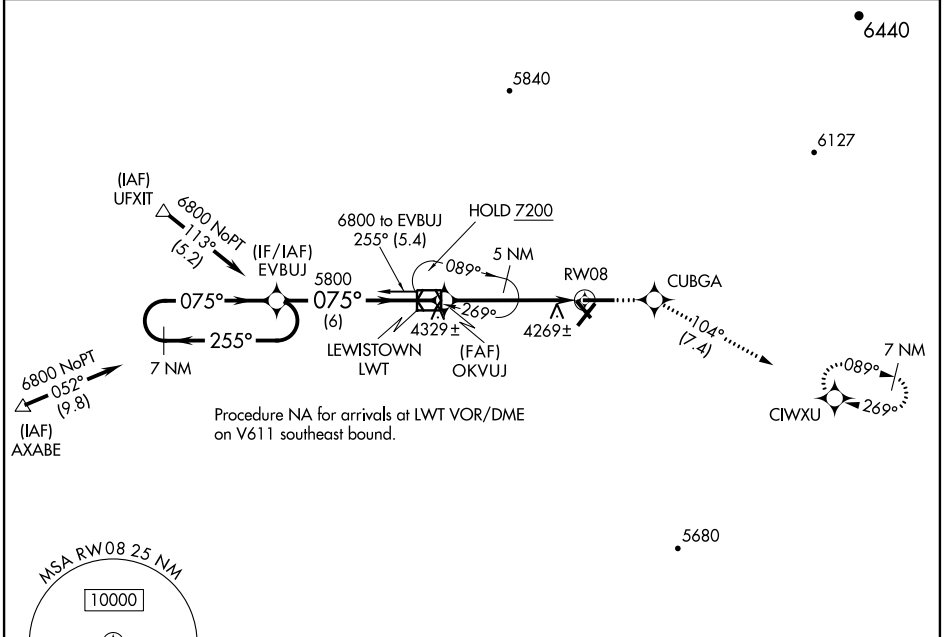 6440
5840
6127
(IAF)
UFXIT
6800 NoPT
113°
(5.2)
(IF/IAF)
EVBUJ
6800 to EVBUJ
255° (5.4)
HOLD 7200
5 NM
089°
269°
075°
255°
7 NM
5800
075°
(6)
LEWISTOWN
LWT
4329 ±
(FAF)
OKVUJ
RW08
4269 ±
CUBGA
104°
(7.4)
7 NM
089°
269°
CIWXU
6800 NoPT
052°
(9.8)
(IAF)
AXABE
Procedure NA for arrivals at LWT VOR/DME
on V611 southeast bound.
5680
MSA RW08 25 NM
10000